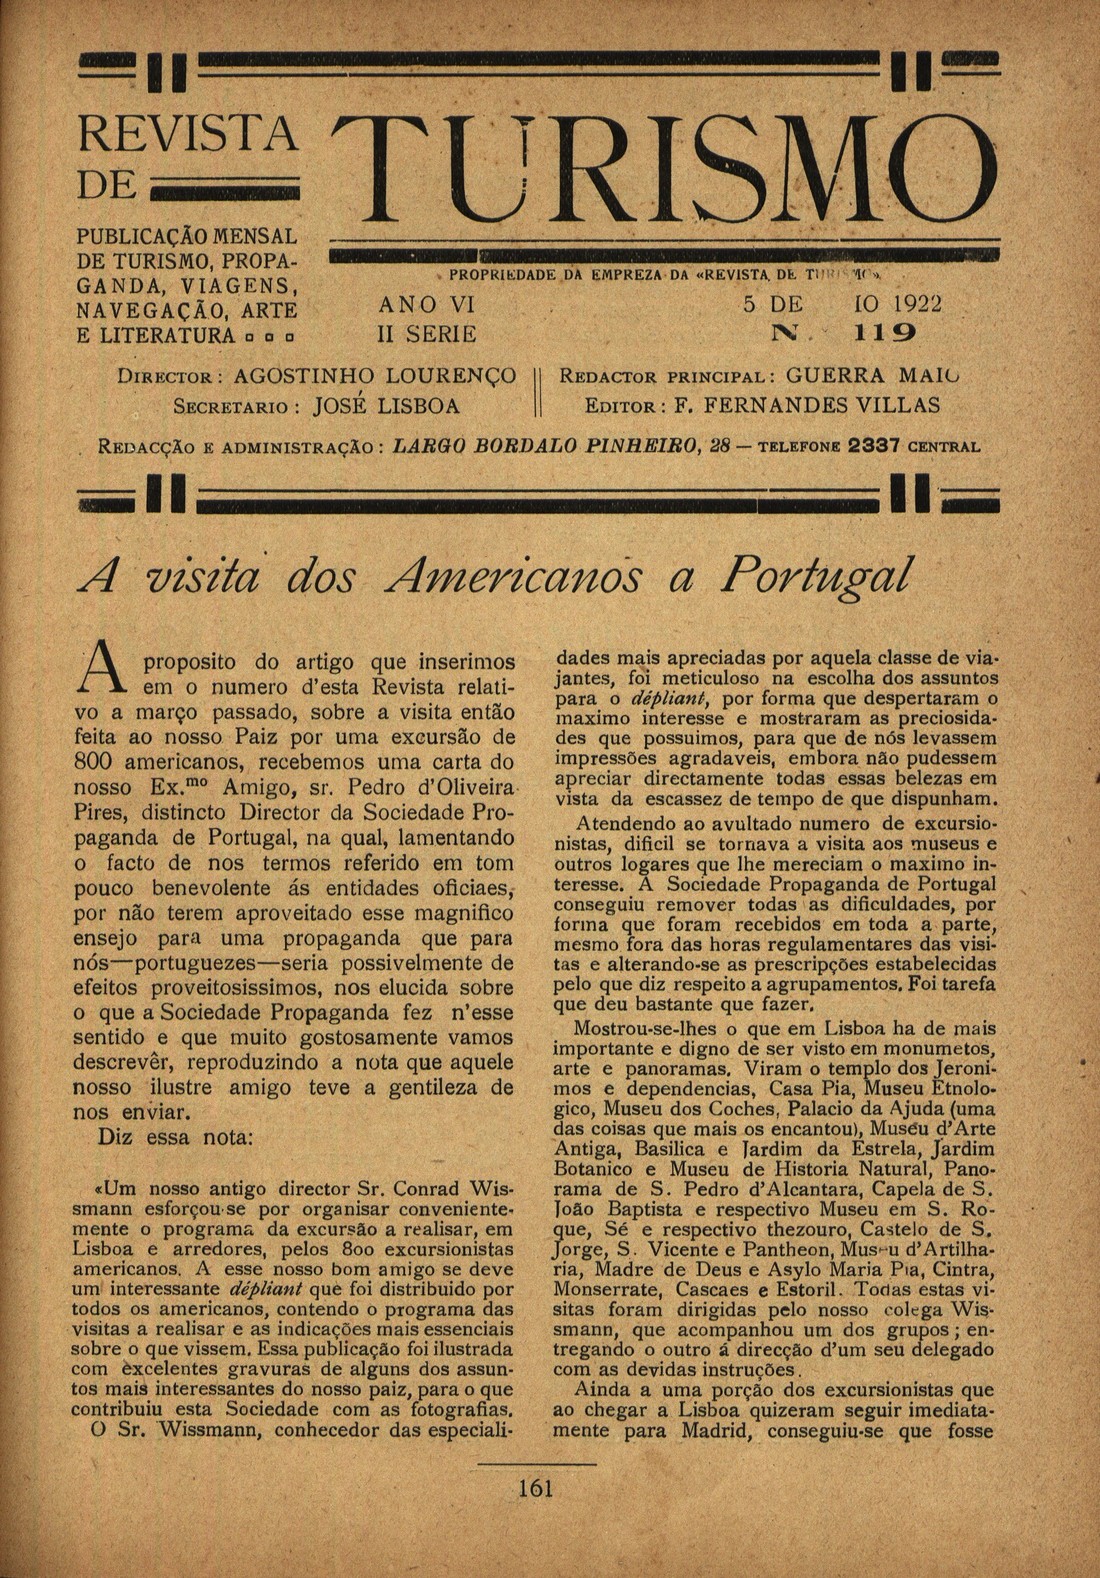 REVISTA
DE
TURISMO
PUBLICAÇÃO MENSAL
DE TURISMO, PROPA-
GANDA, VIAGENS,
NAVEGAÇÃO, ARTE
E LITERATURA
PROPRIEDADE DA EMPREZA DA «REVISTA DE TURISMO»
ANO VI
5 DE IO 1922
II SERIE
N. 119
DIRECTOR: AGOSTINHO LOURENÇO
REDACTOR PRINCIPAL: GUERRA MAIO
SECRETARIO: JOSÉ LISBOA
EDITOR: F. FERNANDES VILLAS
REDACÇÃO E ADMINISTRAÇÃO: LARGO BORDALO PINHEIRO, 28 — TELEFONE 2337 CENTRAL
A visita dos Americanos a Portugal
A proposito do artigo que inserimos
em o numero d'esta Revista relati-
vo a março passado, sobre a visita então
feita ao nosso Paiz por uma excursão de
800 americanos, recebemos uma carta do
nosso Ex.mo Amigo, sr. Pedro d'Oliveira
Pires, distincto Director da Sociedade Pro-
paganda de Portugal, na qual, lamentando
o facto de nos termos referido em tom
pouco benevolente ás entidades oficiaes,
por não terem aproveitado esse magnifico
ensejo para uma propaganda que para
nós—portuguezes—seria possivelmente de
efeitos proveitosissimos, nos elucida sobre
o que a Sociedade Propaganda fez n'esse
sentido e que muito gostosamente vamos
descrevêr, reproduzindo a nota que aquele
nosso ilustre amigo teve a gentileza de
nos enviar.
Diz essa nota:
«Um nosso antigo director Sr. Conrad Wis-
smann esforçou-se por organisar conveniente-
mente o programa da excursão a realisar, em
Lisboa e arredores, pelos 800 excursionistas
americanos. A esse nosso bom amigo se deve
um interessante dépliant que foi distribuido por
todos os americanos, contendo o programa das
visitas a realisar e as indicações mais essenciais
sobre o que vissem. Essa publicação foi ilustrada
com excelentes gravuras de alguns dos assun-
tos mais interessantes do nosso paiz, para o que
contribuiu esta Sociedade com as fotografias.
O Sr. Wissmann, conhecedor das especiali-
dades mais apreciadas por aquela classe de via-
jantes, foi meticuloso na escolha dos assuntos
para o dépliant, por forma que despertaram o
maximo interesse e mostraram as preciosida-
des que possuimos, para que de nós levassem
impressões agradaveis, embora não pudessem
apreciar directamente todas essas belezas em
vista da escassez de tempo de que dispunham.
Atendendo ao avultado numero de excursio-
nistas, dificil se tornava a visita aos museus e
outros logares que lhe mereciam o maximo in-
teresse. A Sociedade Propaganda de Portugal
conseguiu remover todas as dificuldades, por
forma que foram recebidos em toda a parte,
mesmo fora das horas regulamentares das visi-
tas e alterando-se as prescripções estabelecidas
pelo que diz respeito a agrupamentos. Foi tarefa
que deu bastante que fazer.
Mostrou-se-lhes o que em Lisboa ha de mais
importante e digno de ser visto em monumetos,
arte e panoramas. Viram o templo dos Jeroni-
mos e dependencias, Casa Pia, Museu Etnolo-
gico, Museu dos Coches, Palacio da Ajuda (uma
das coisas que mais os encantou), Museu d'Arte
Antiga, Basilica e Jardim da Estrela, Jardim
Botanico e Museu de Historia Natural, Pano-
rama de S. Pedro d'Alcantara, Capela de S.
João Baptista e respectivo Museu em S. Ro-
que, Sé e respectivo thezouro, Castelo de S.
Jorge, S. Vicente e Pantheon, Museu d'Artilha-
ria, Madre de Deus e Asylo Maria Pia, Cintra,
Monserrate, Cascaes e Estoril. Todas estas vi-
sitas foram dirigidas pelo nosso colega Wis-
smann, que acompanhou um dos grupos; en-
tregando o outro á direcção d'um seu delegado
com as devidas instruções.
Ainda a uma porção dos excursionistas que
ao chegar a Lisboa quizeram seguir imediata-
mente para Madrid, conseguiu-se que fosse
161